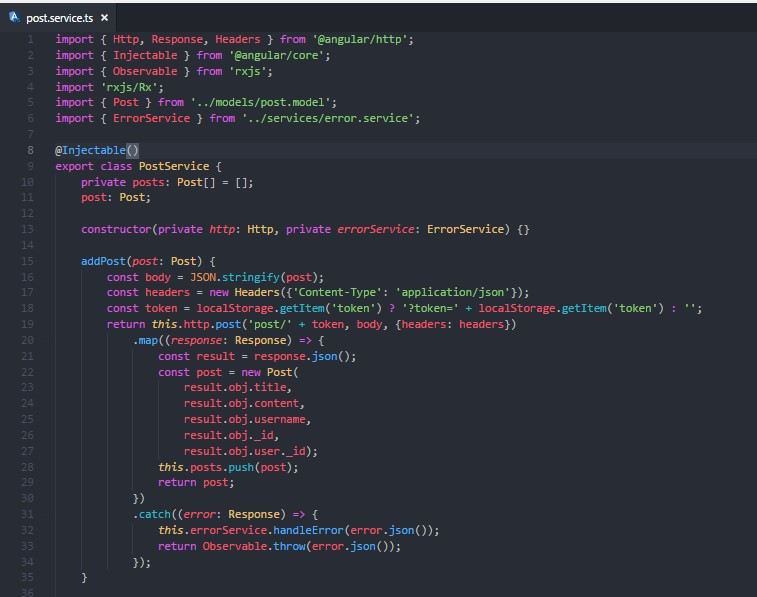 post.service.ts ×
1 import { Http, Response, Headers } from '@angular/http';
2 import { Injectable } from '@angular/core';
3 import { Observable } from 'rxjs';
4 import 'rxjs/Rx';
5 import { Post } from '../models/post.model';
6 import { ErrorService } from '../services/error.service';
7
8 @Injectable()
9 export class PostService {
10     private posts: Post[] = [];
11     post: Post;
12
13     constructor(private http: Http, private errorService: ErrorService) {}
14
15     addPost(post: Post) {
16         const body = JSON.stringify(post);
17         const headers = new Headers({'Content-Type': 'application/json'});
18         const token = localStorage.getItem('token') ? '?token=' + localStorage.getItem('token') : '';
19         return this.http.post('post/' + token, body, {headers: headers})
20             .map((response: Response) => {
21                 const result = response.json();
22                 const post = new Post(
23                     result.obj.title,
24                     result.obj.content,
25                     result.obj.username,
26                     result.obj._id,
27                     result.obj.user._id);
28                 this.posts.push(post);
29                 return post;
30             })
31             .catch((error: Response) => {
32                 this.errorService.handleError(error.json());
33                 return Observable.throw(error.json());
34             });
35     }
36